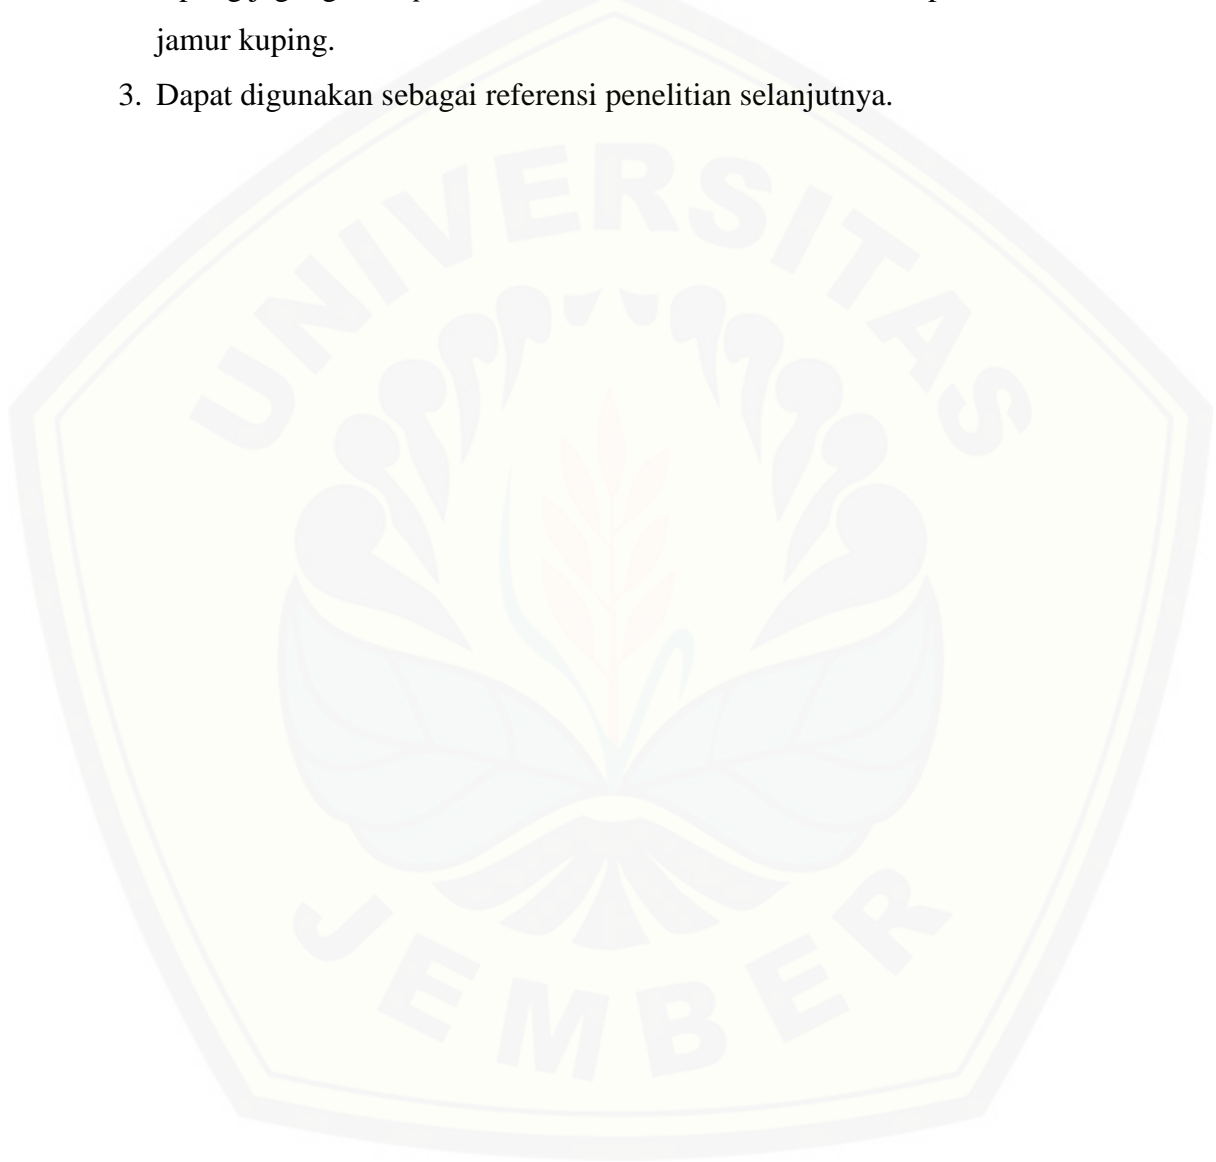 jamur kuping.
3. Dapat digunakan sebagai referensi penelitian selanjutnya.
UNIVERSITAS
JEMBER